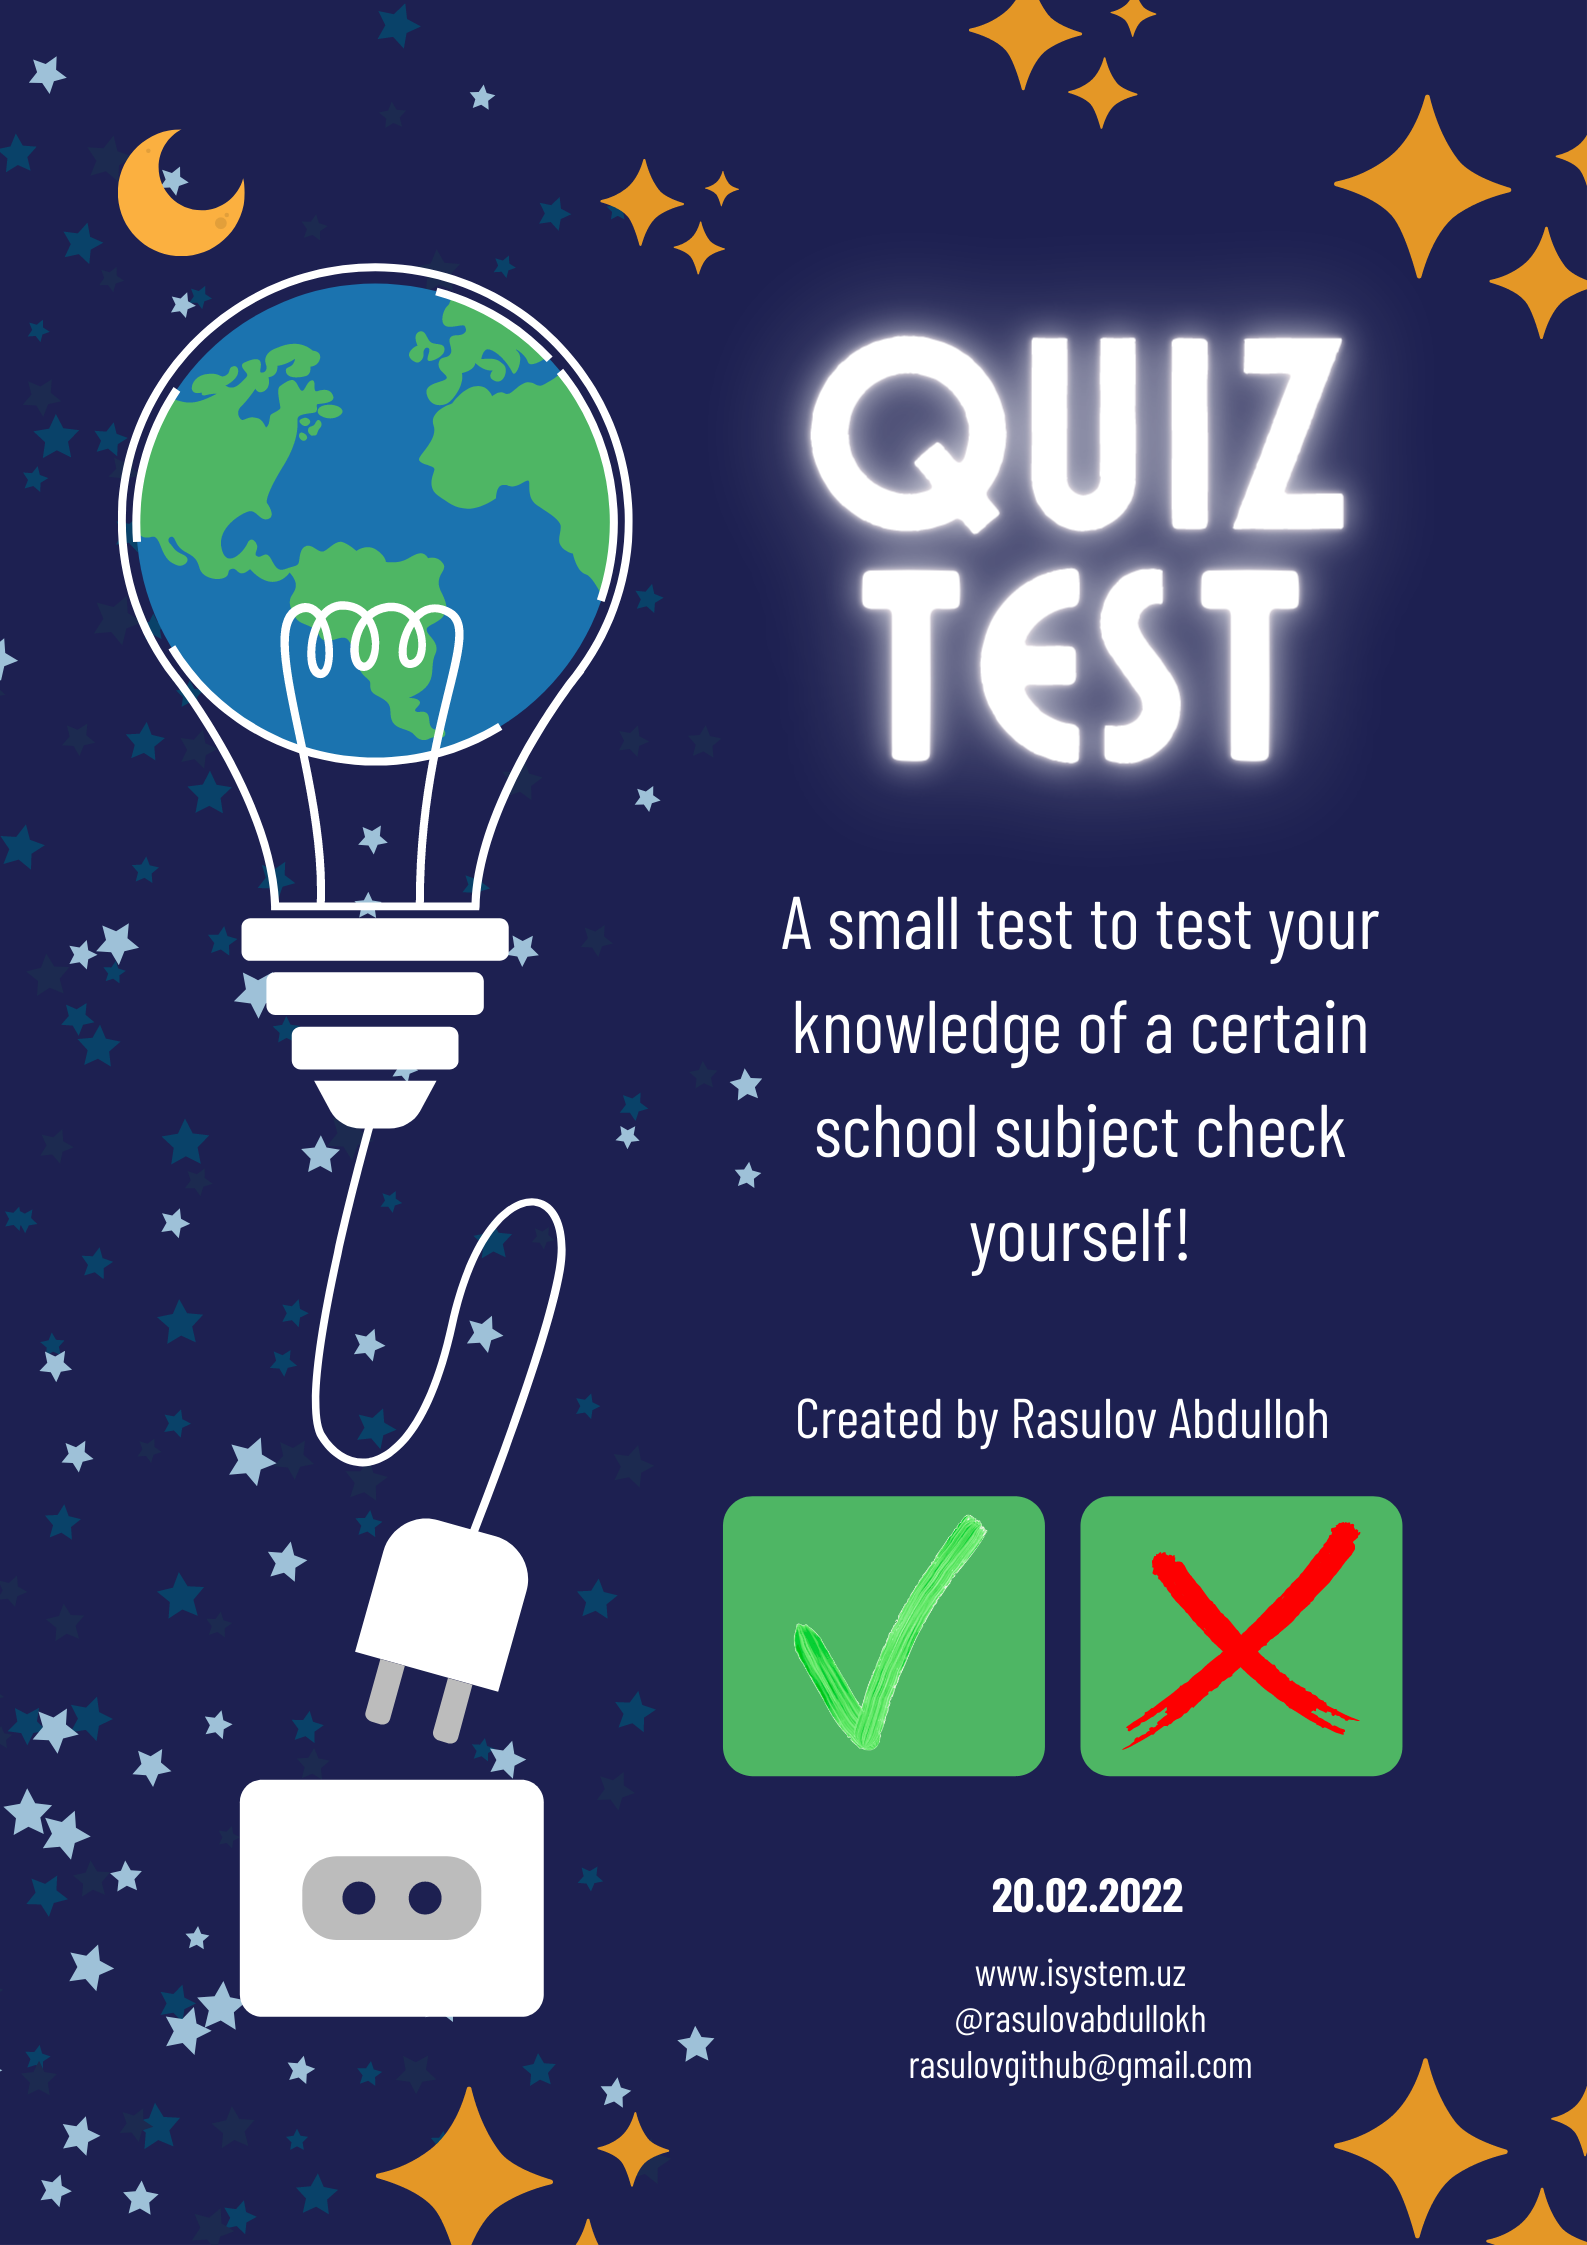 QUIZ
TEST
A small test to test your
knowledge of a certain
school subject check
yourself!
Created by Rasulov Abdulloh
20.02.2022
www.isystem.uz
@rasulovabdullokh
rasulovgithub@gmail.com